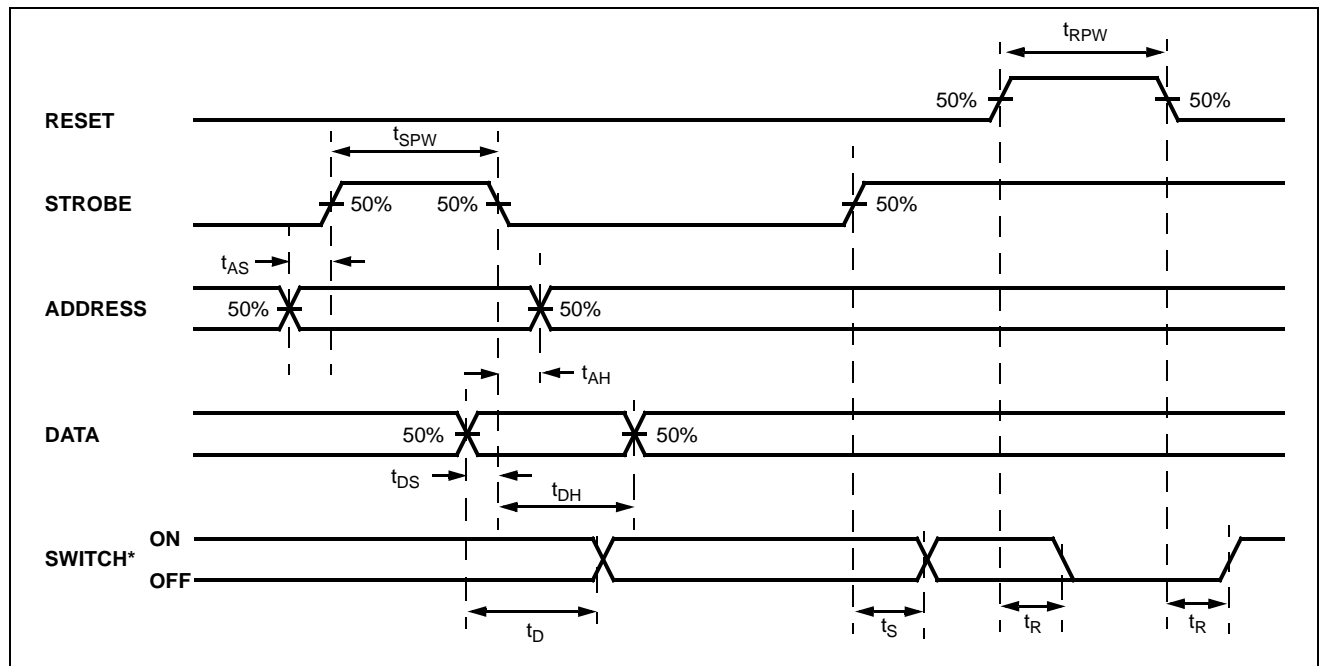 tRPW
50% 50%
RESET
tSPW
STROBE 50% 50% 50%
tAS
ADDRESS 50% 50%
tAH
DATA 50% 50%
tDS
tDH
ON
SWITCH*
OFF
tD tS tR tR